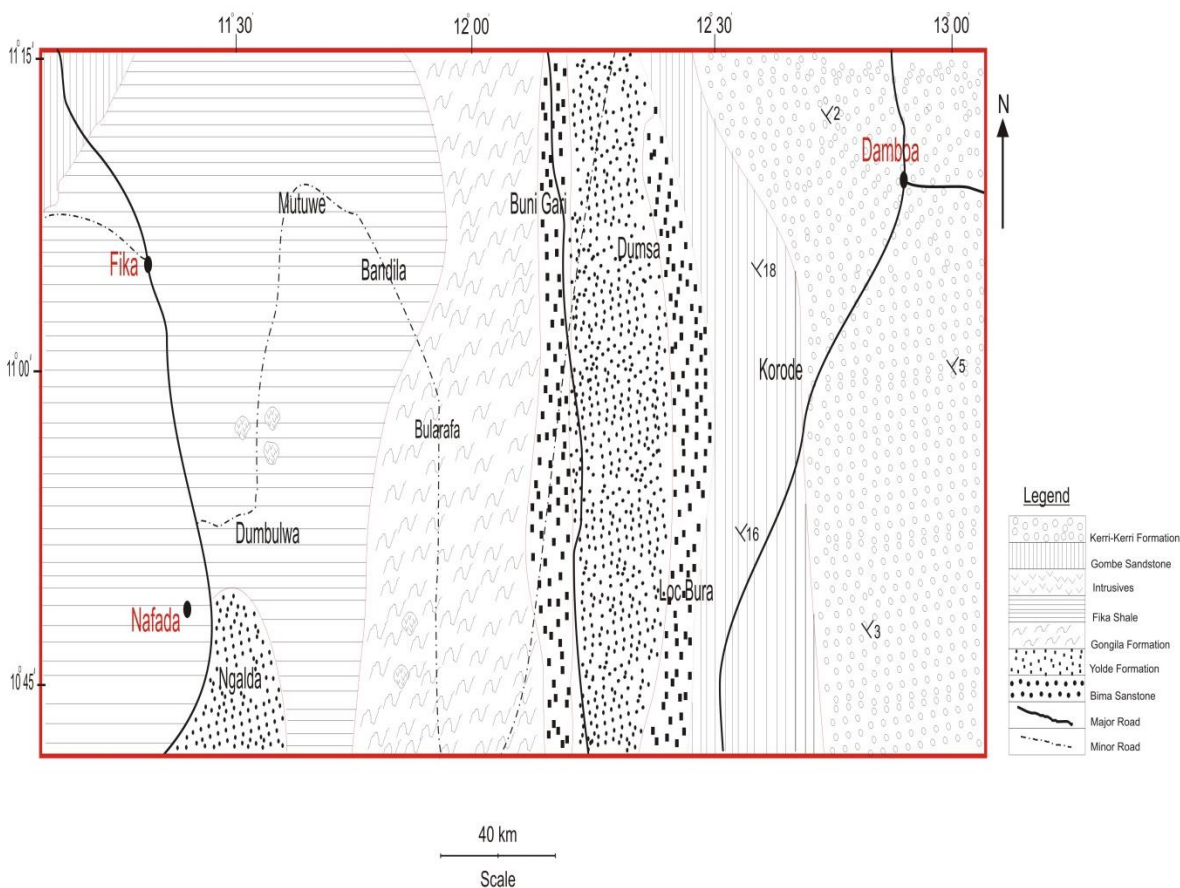 11° 30' 12° 00' 12° 30' 13° 00'
11° 15'
N
2
Damboa
Mutuwe
Buni Gari
Fika
Bandila
Dumsa
18
11° 00'
Korode
5
Bularafa
Dumbulwa
16
Loc Bura
Nafada
3
Ngalda
10° 45'
Legend
Kerri-Kerri Formation
Gombe Sandstone
Intrusives
Fika Shale
Gongila Formation
Yolde Formation
Bima Sanstone
Major Road
Minor Road
40 km
Scale